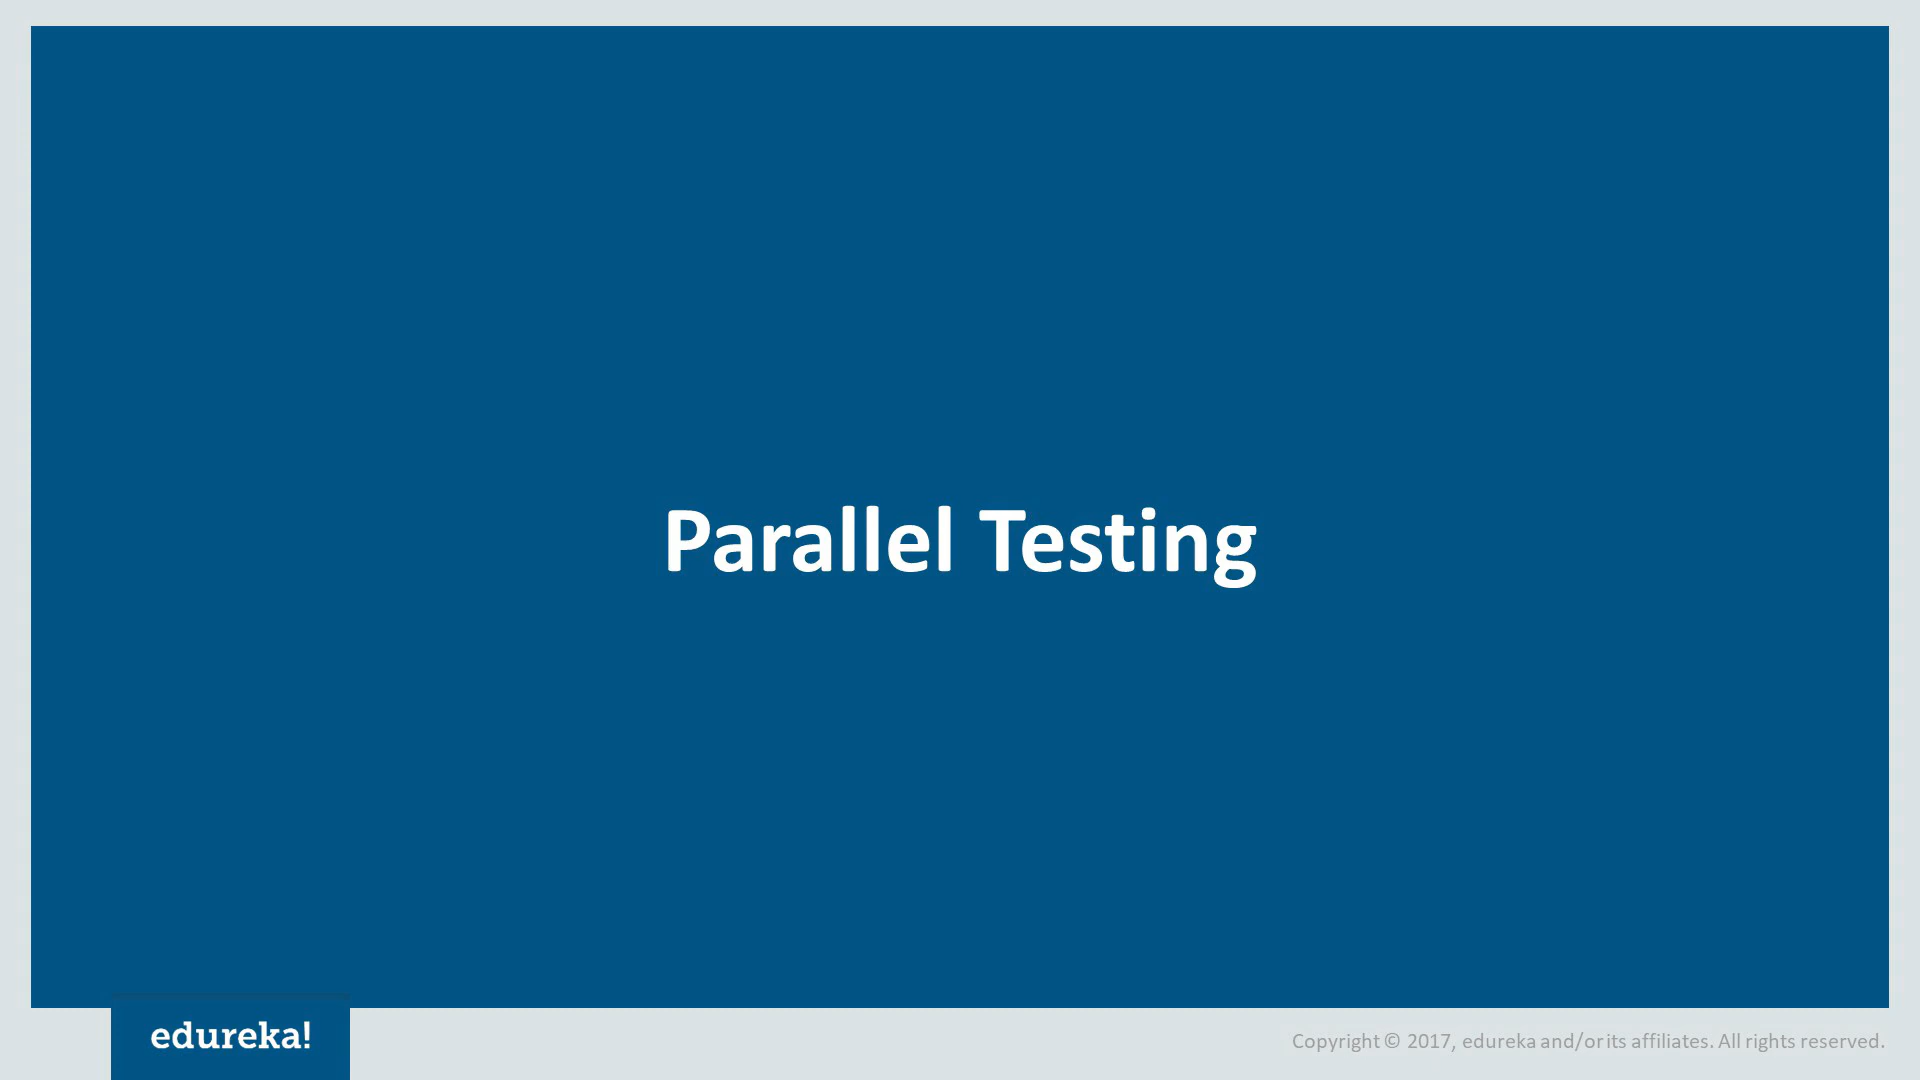 Parallel Testing
edureka!
Copyright © 2017, edureka and/or its affiliates. All rights reserved.